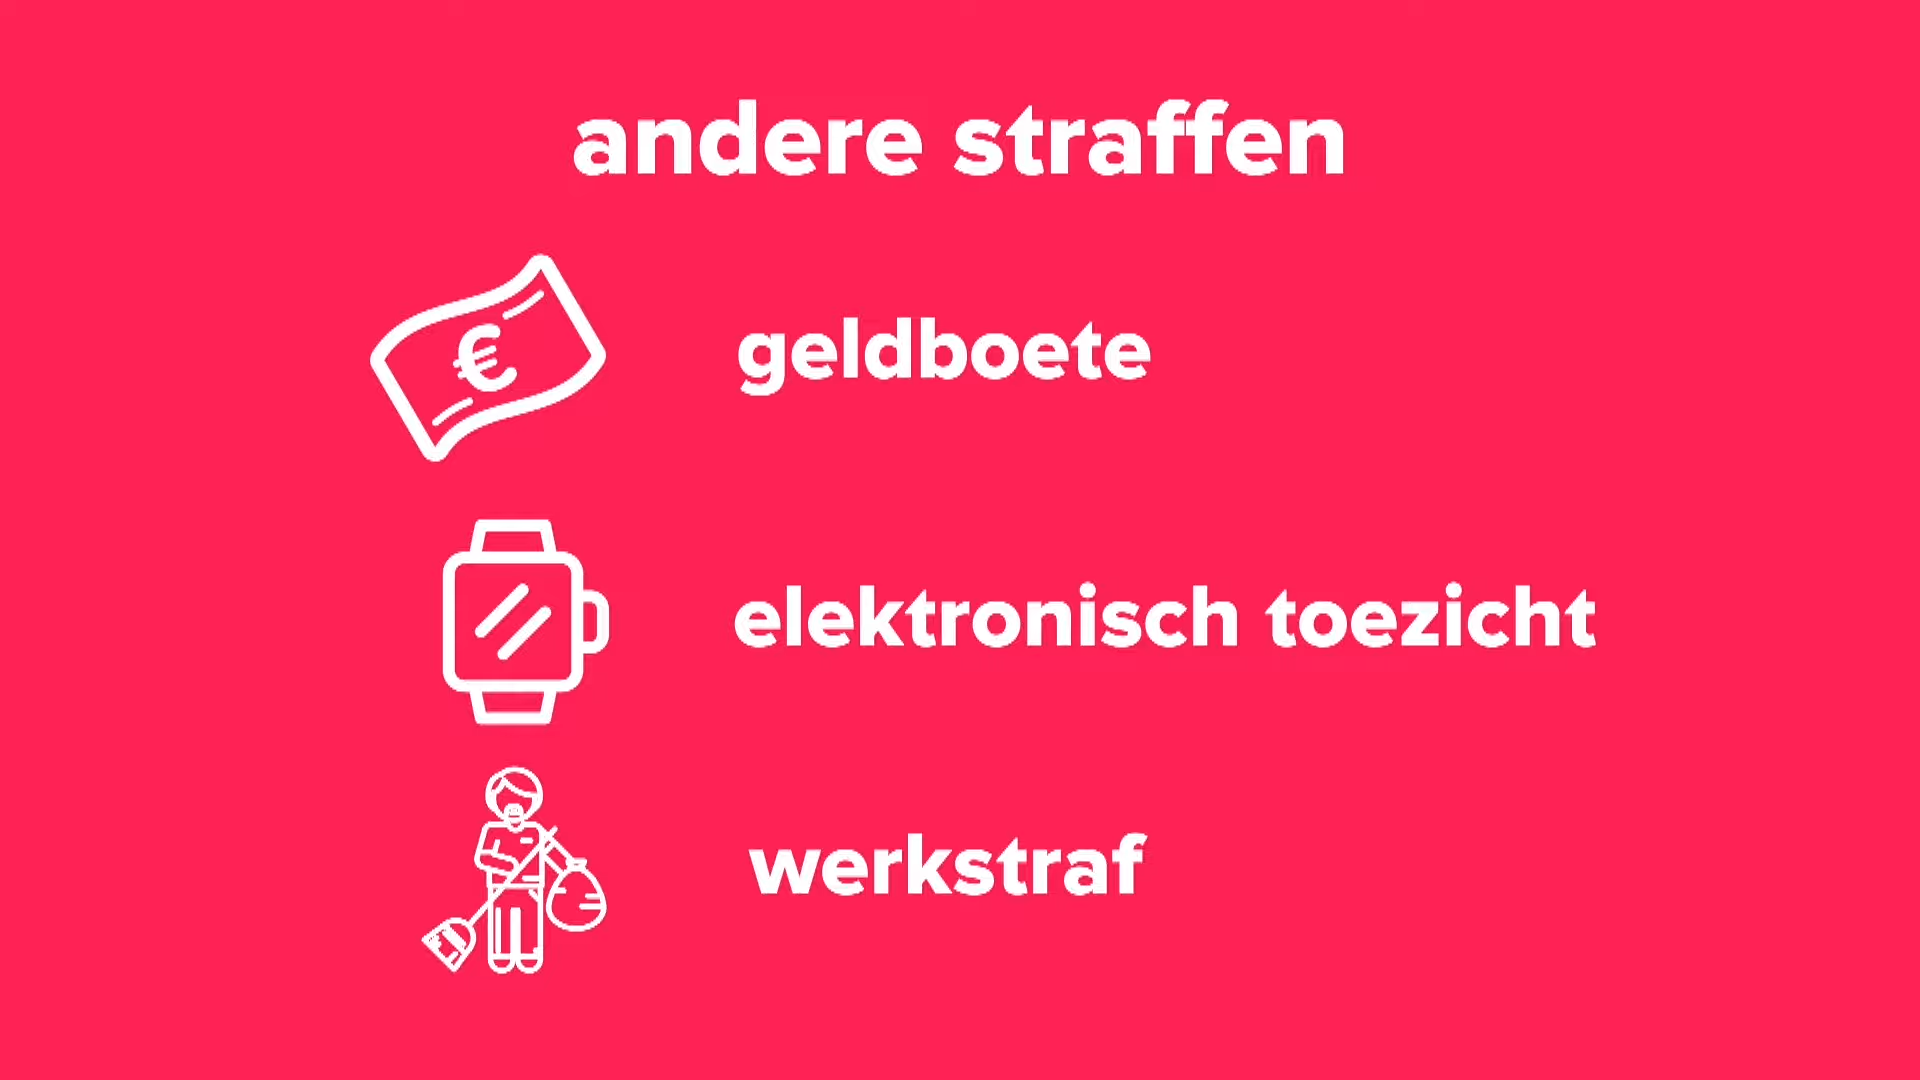 andere straffen
€
geldboete
elektronisch toezicht
werkstraf